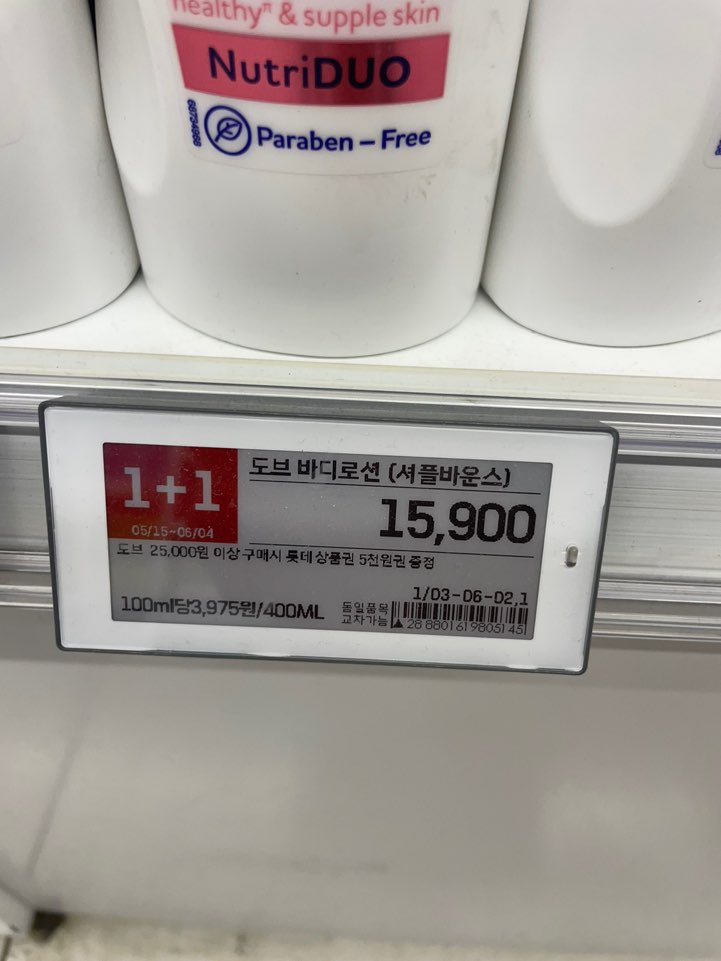 healthy" & supple skin
NutriDUO
Paraben – Free
1+1
05/15~06/04
도브 바디로션 (셔플바운스)
15,900
도브 25,000원 이상 구매시 롯데 상품권 5천원권 증정
1/03-06-02,1
100ml당3,975원/400ML
동일품목
교차가능
28 8801619805145